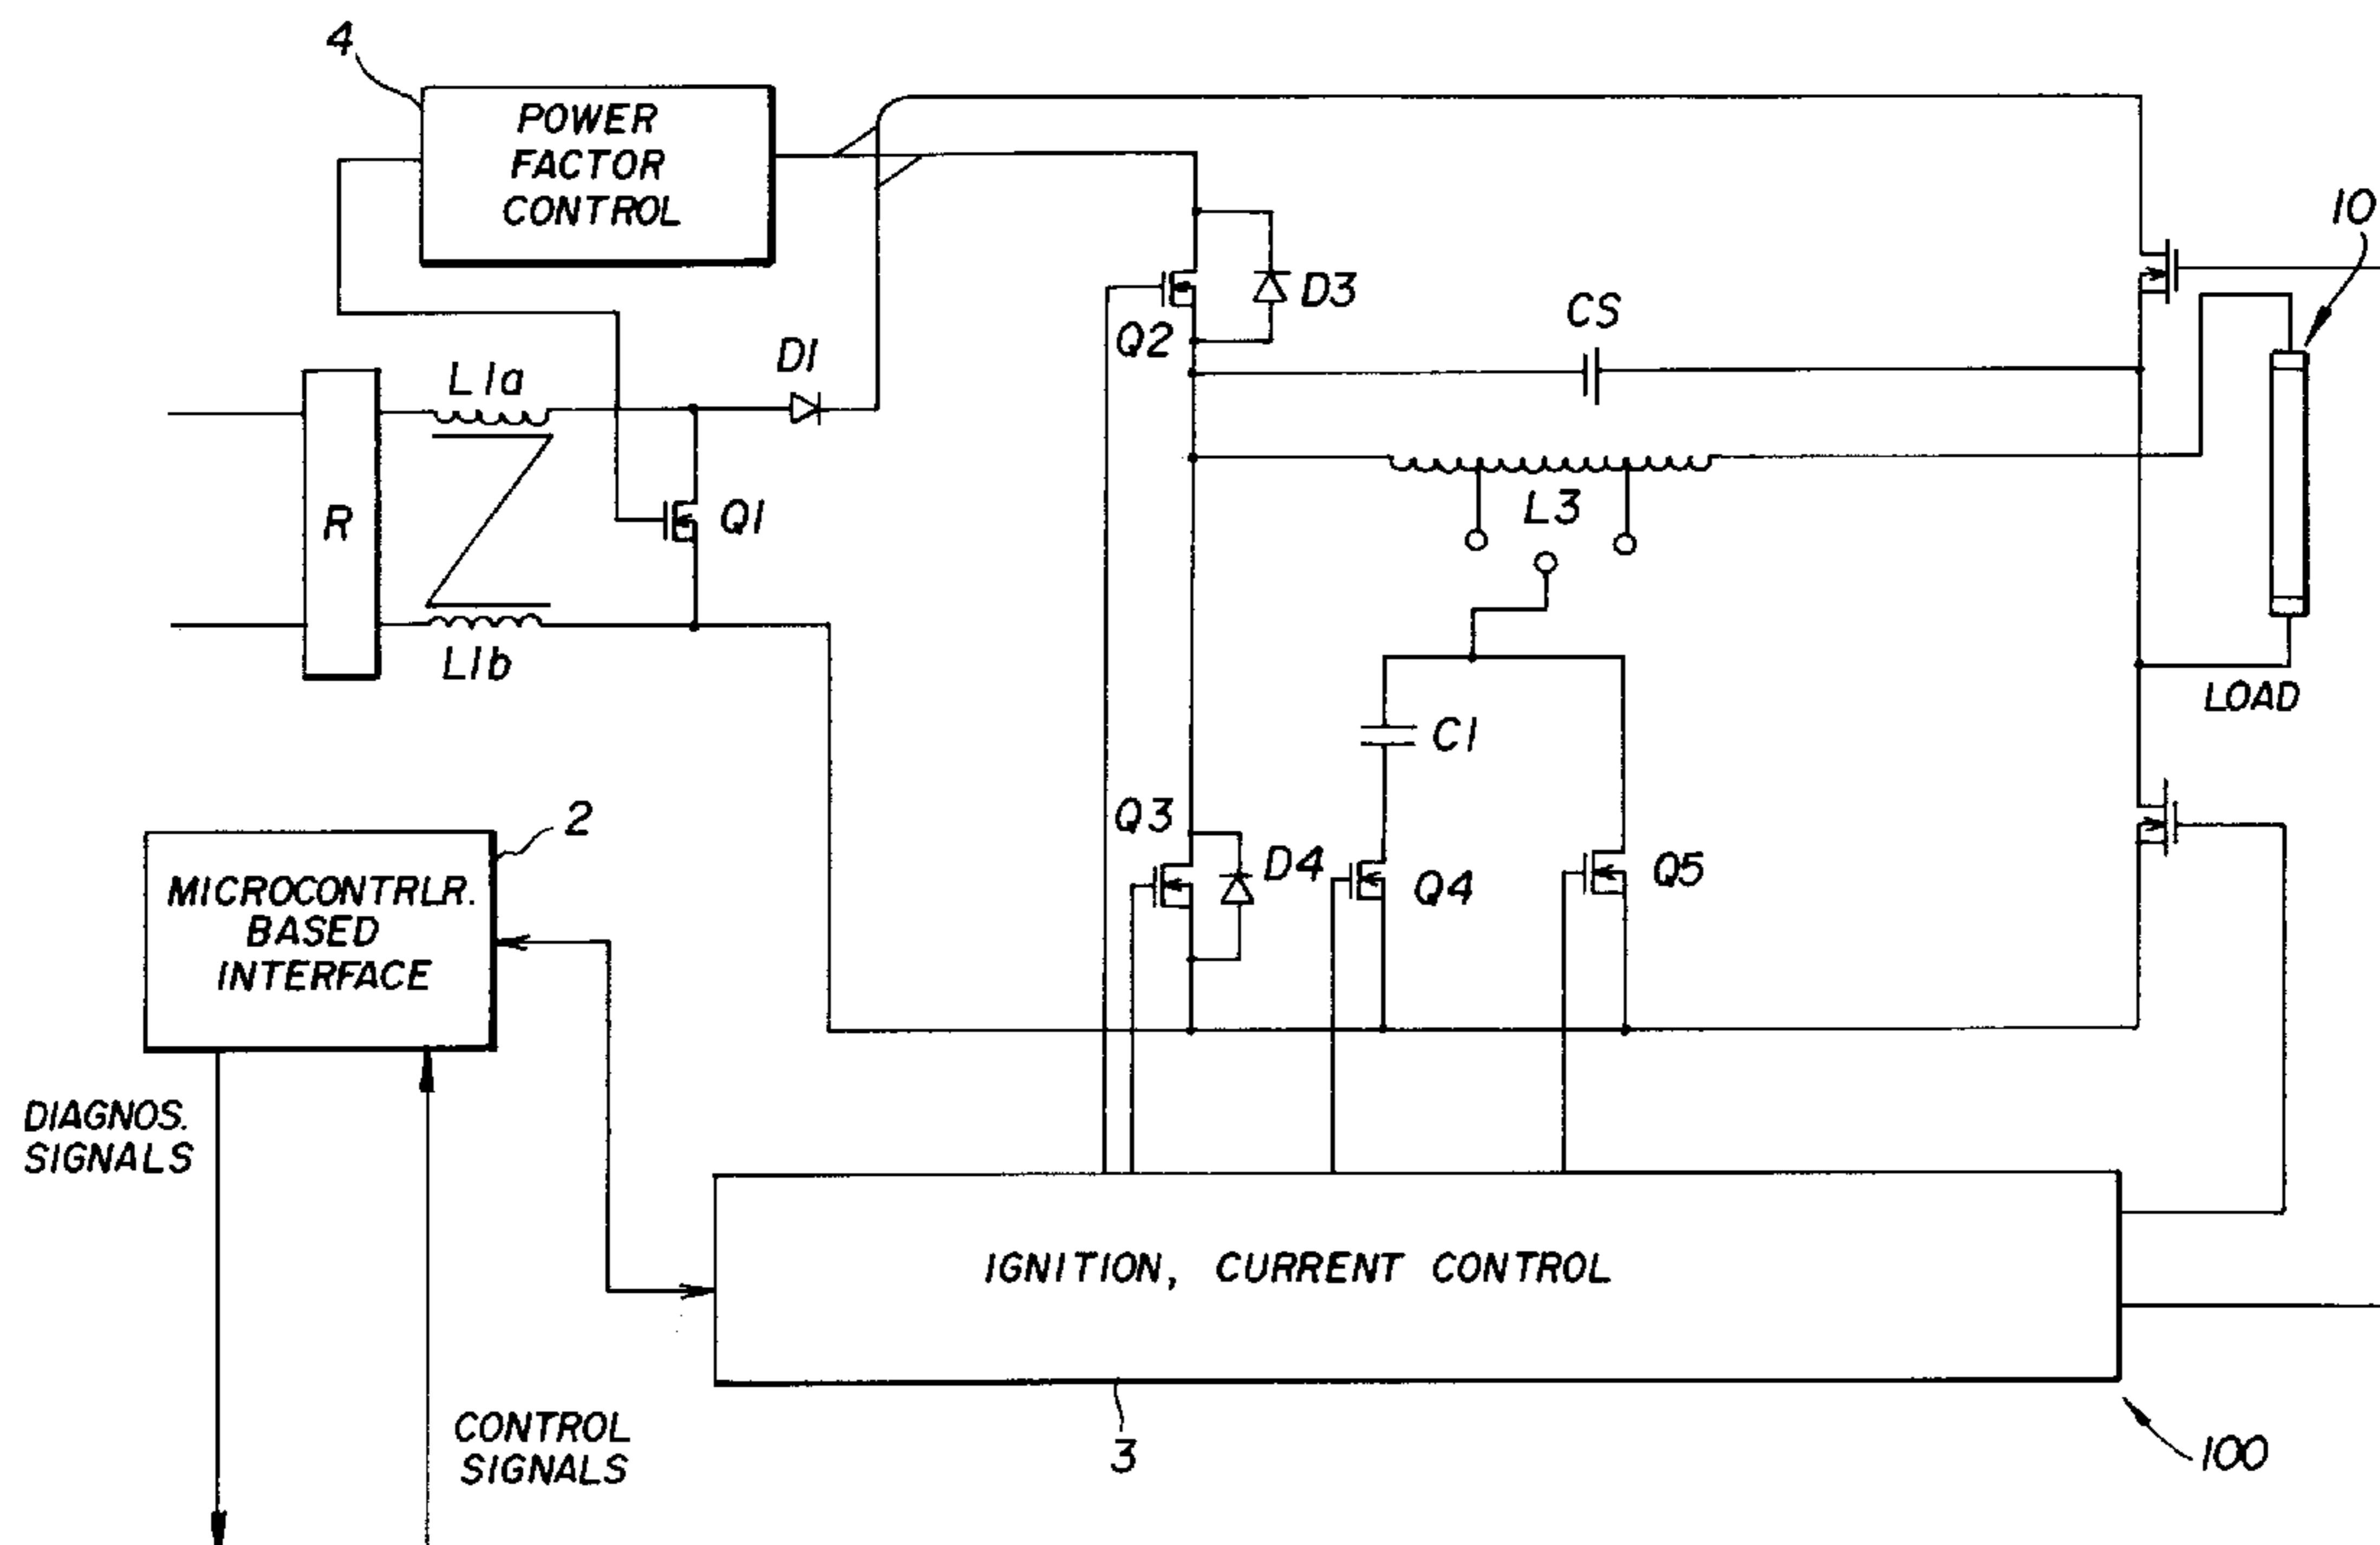 4
POWER
FACTOR
CONTROL
10
D3
Q2
CS
D1
L1a
R
Q1
L3
L1b
LOAD
C1
2
Q3
D4
Q4
Q5
MICROCONTRLR.
BASED
INTERFACE
DIAGNOS.
SIGNALS
IGNITION, CURRENT CONTROL
CONTROL
SIGNALS
3
100